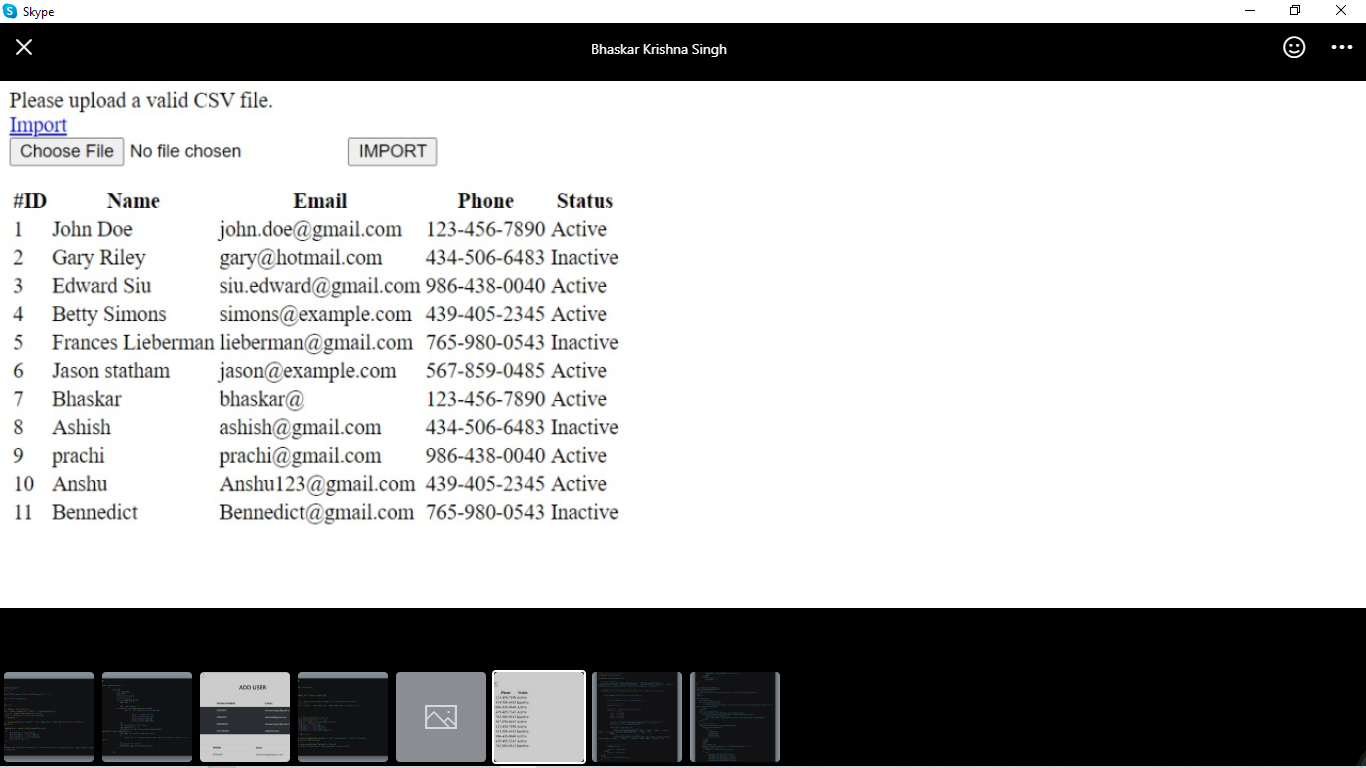 Skype
Bhaskar Krishna Singh
Please upload a valid CSV file.
Import
Choose File No file chosen IMPORT
#ID Name Email Phone Status
1 John Doe john.doe@gmail.com 123-456-7890 Active
2 Gary Riley gary@hotmail.com 434-506-6483 Inactive
3 Edward Siu siu.edward@gmail.com 986-438-0040 Active
4 Betty Simons simons@example.com 439-405-2345 Active
5 Frances Lieberman lieberman@gmail.com 765-980-0543 Inactive
6 Jason statham jason@example.com 567-859-0485 Active
7 Bhaskar bhaskar@ 123-456-7890 Active
8 Ashish ashish@gmail.com 434-506-6483 Inactive
9 prachi prachi@gmail.com 986-438-0040 Active
10 Anshu Anshu123@gmail.com 439-405-2345 Active
11 Bennedict Bennedict@gmail.com 765-980-0543 Inactive
ADD USER